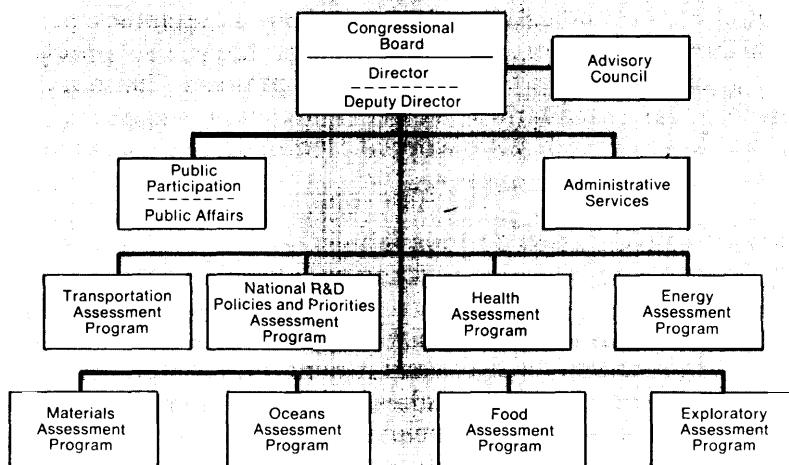 Congressional
Board
Director
Deputy Director
Advisory
Council
Public
Participation
Public Affairs
Administrative
Services
Transportation
Assessment
Program
National R&D
Policies and Priorities
Assessment
Program
Health
Assessment
Program
Energy
Assessment
Program
Materials
Assessment
Program
Oceans
Assessment
Program
Food
Assessment
Program
Exploratory
Assessment
Program